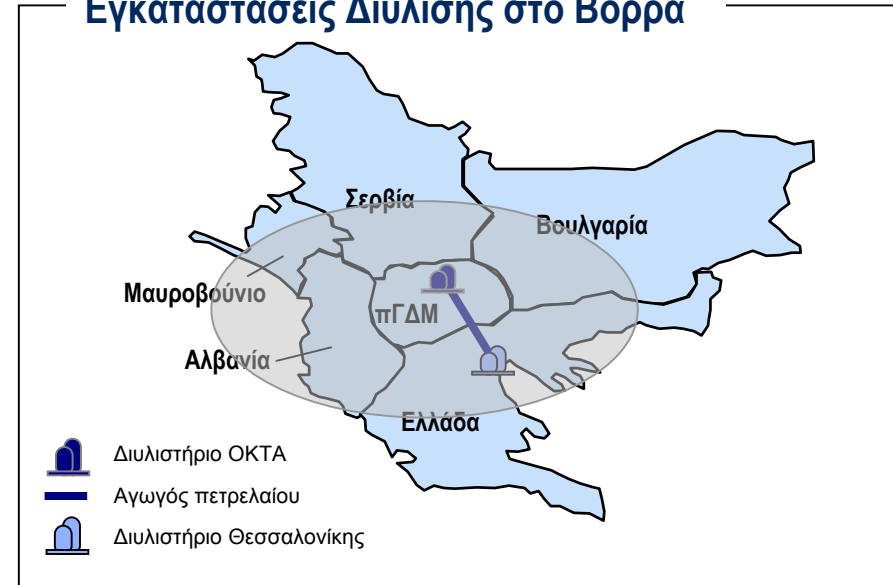 Εγκαταστάσεις Διύλισης στο Βορρά
Σερβία
Βουλγαρία
Μαυροβούνιο
πΓΔΜ
Αλβανία
Ελλάδα
Διυλιστήριο ΟΚΤΑ
Αγωγός πετρελαίου
Διυλιστήριο Θεσσαλονίκης